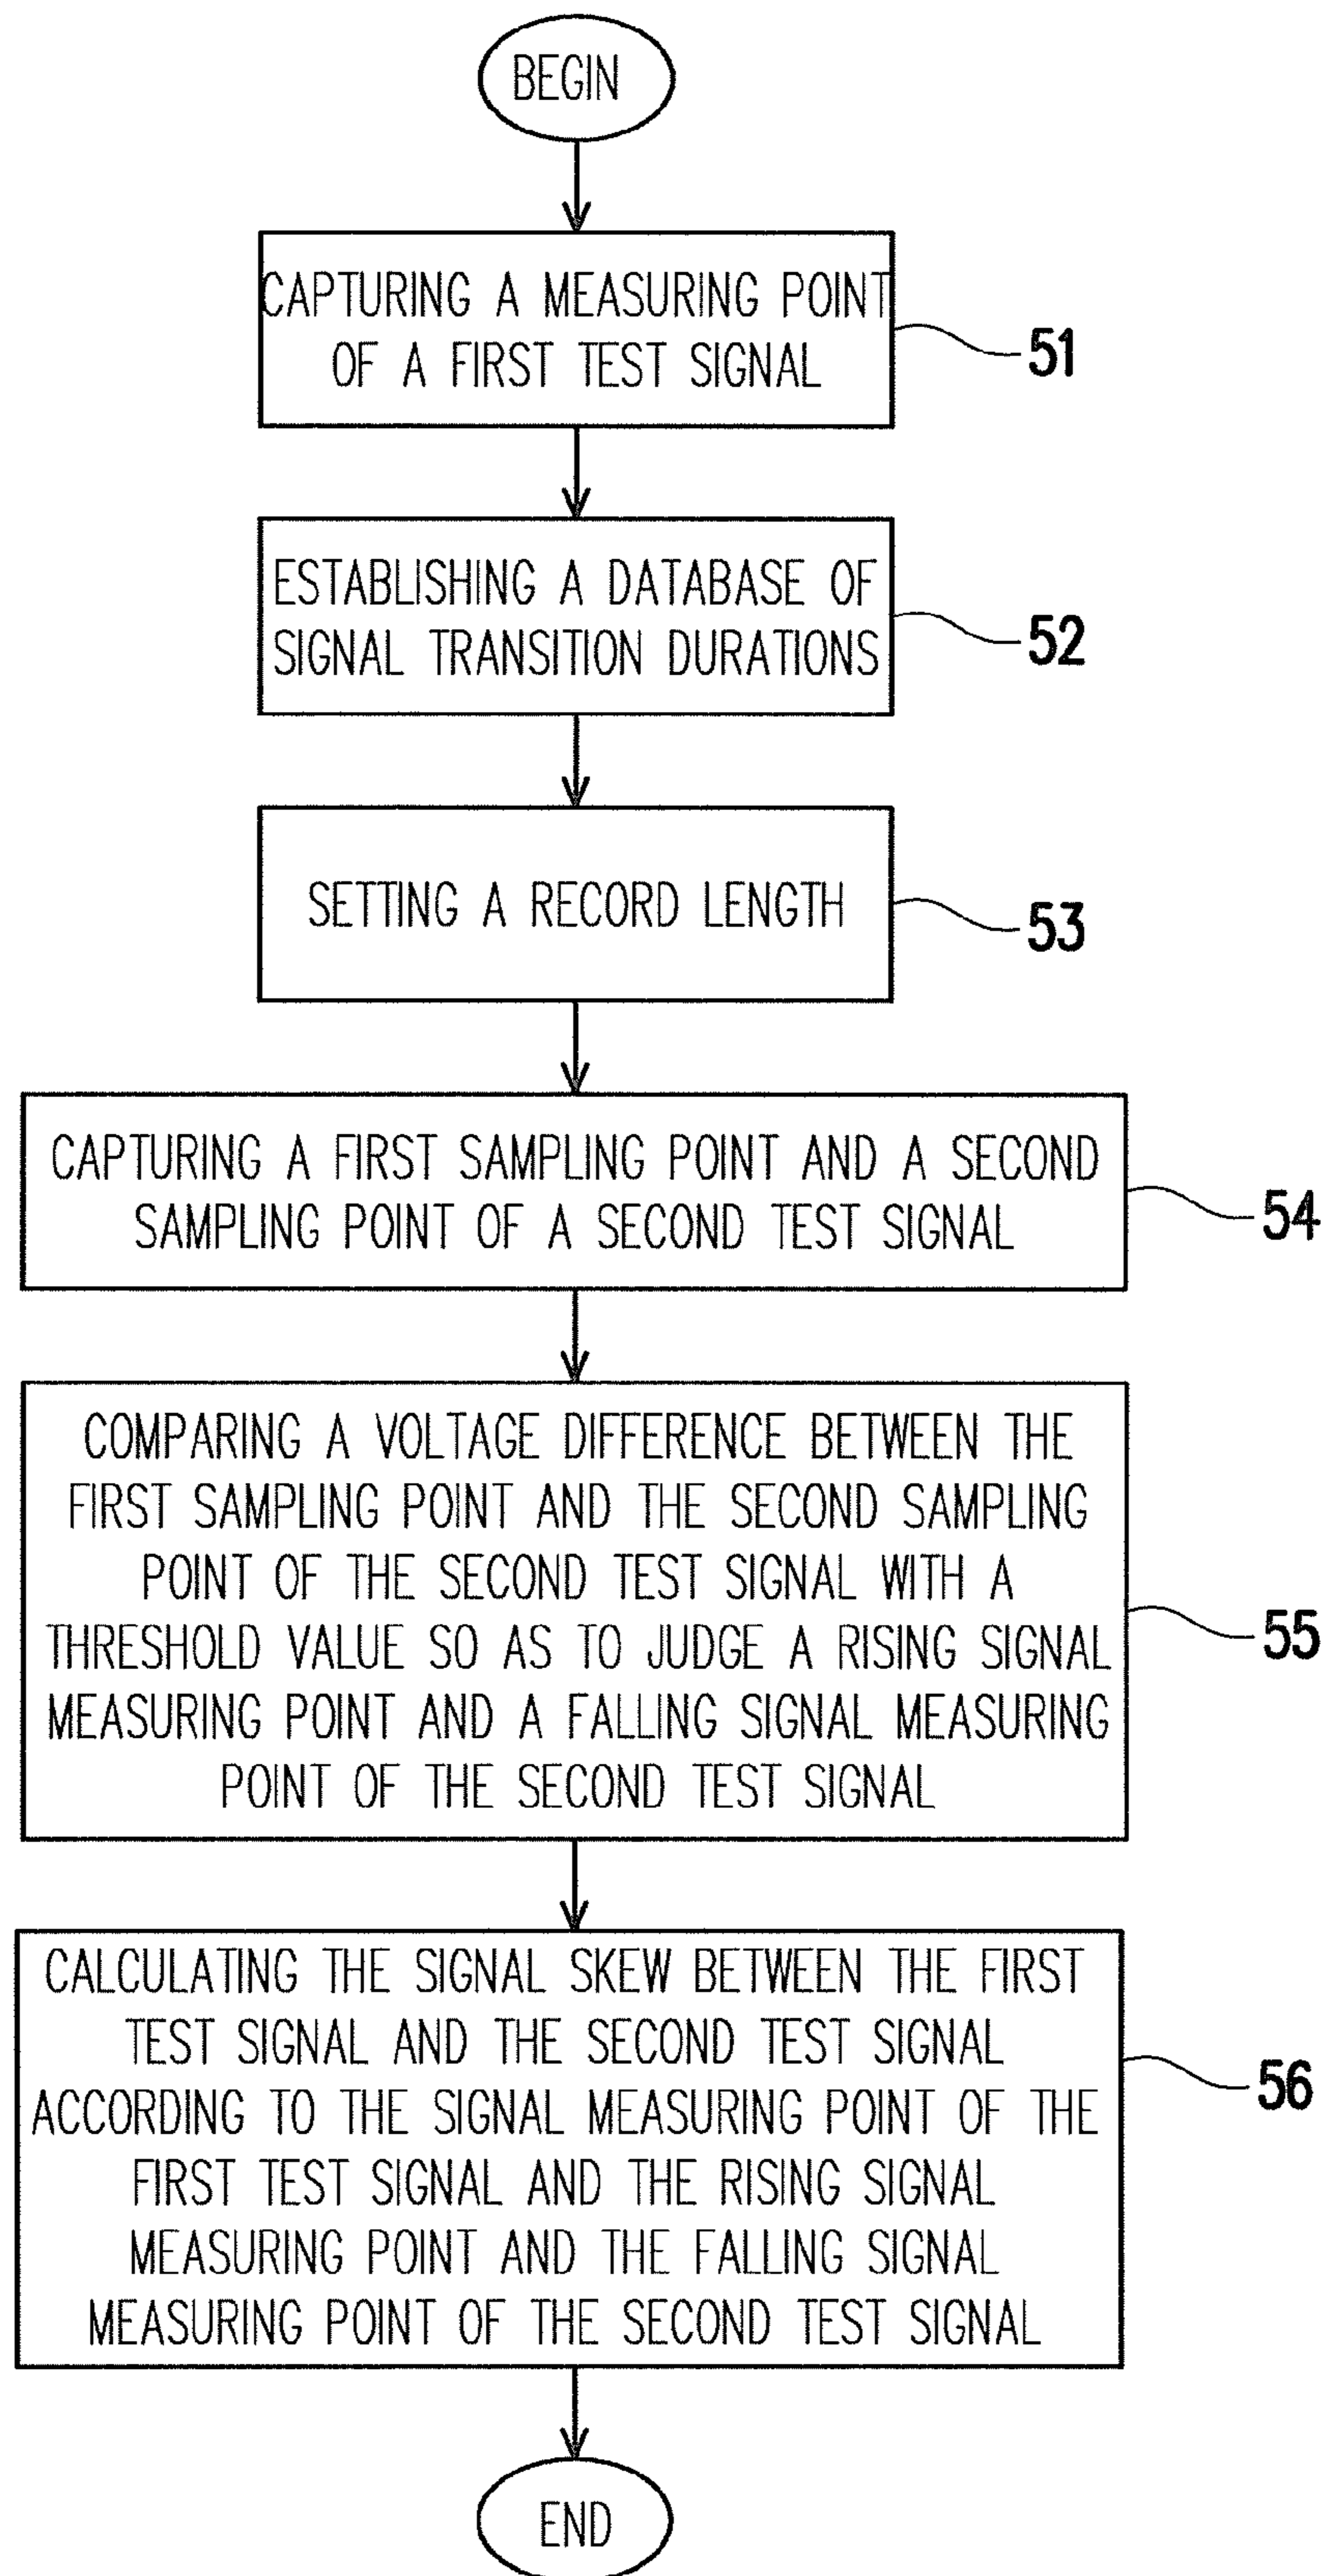 BEGIN
CAPTURING A MEASURING POINT
OF A FIRST TEST SIGNAL
51
ESTABLISHING A DATABASE OF
SIGNAL TRANSITION DURATIONS
52
SETTING A RECORD LENGTH
53
CAPTURING A FIRST SAMPLING POINT AND A SECOND
SAMPLING POINT OF A SECOND TEST SIGNAL
54
COMPARING A VOLTAGE DIFFERENCE BETWEEN THE
FIRST SAMPLING POINT AND THE SECOND SAMPLING
POINT OF THE SECOND TEST SIGNAL WITH A
THRESHOLD VALUE SO AS TO JUDGE A RISING SIGNAL
MEASURING POINT AND A FALLING SIGNAL MEASURING
POINT OF THE SECOND TEST SIGNAL
55
CALCULATING THE SIGNAL SKEW BETWEEN THE FIRST
TEST SIGNAL AND THE SECOND TEST SIGNAL
ACCORDING TO THE SIGNAL MEASURING POINT OF THE
FIRST TEST SIGNAL AND THE RISING SIGNAL
MEASURING POINT AND THE FALLING SIGNAL
MEASURING POINT OF THE SECOND TEST SIGNAL
56
END